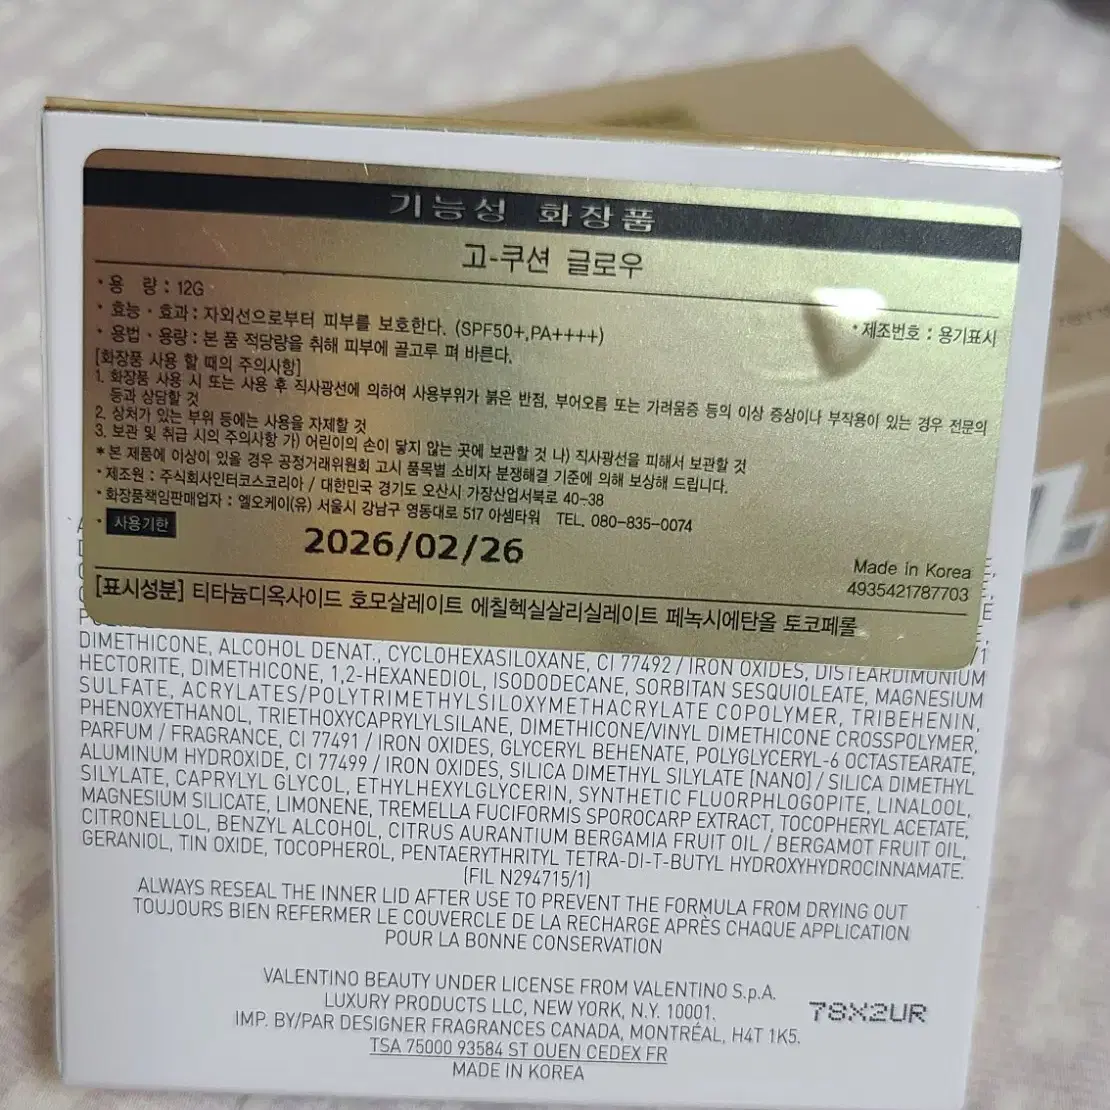 기능성 화장품
고-쿠션 글로우
· 용 량 : 12G
· 효능 · 효과 : 자외선으로부터 피부를 보호한다. (SPF50+,PA++++)
· 제조번호 : 용기표시
· 용법 · 용량 : 본 품 적당량을 취해 피부에 골고루 펴 바른다.
[화장품 사용 할 때의 주의사항]
1. 화장품 사용 시 또는 사용 후 직사광선에 의하여 사용부위가 붉은 반점, 부어오름 또는 가려움증 등의 이상 증상이나 부작용이 있는 경우 전문의
등과 상담할 것
2. 상처가 있는 부위 등에는 사용을 자제할 것
3. 보관 및 취급 시의 주의사항 가) 어린이의 손이 닿지 않는 곳에 보관할 것 나) 직사광선을 피해서 보관할 것
* 본 제품에 이상이 있을 경우 공정거래위원회 고시 품목별 소비자 분쟁해결 기준에 의해 보상해 드립니다.
· 제조원 : 주식회사인터코스코리아 / 대한민국 경기도 오산시 가장산업서북로 40-38
· 화장품책임판매업자 : 엘오케이(유) 서울시 강남구 영동대로 517 아셈타워 TEL. 080-835-0074
· 사용기한
2026/02/26
Made in Korea
4935421787703
[표시성분] 티타늄디옥사이드 호모살레이트 에칠헥실살리실레이트 페녹시에탄올 토코페롤
DIMETHICONE, ALCOHOL DENAT., CYCLOHEXASILOXANE, CI 77492 / IRON OXIDES, DISTEARDIMONIUM
HECTORITE, DIMETHICONE, 1,2-HEXANEDIOL, ISODODECANE, SORBITAN SESQUIOLEATE, MAGNESIUM
SULFATE, ACRYLATES/POLYTRIMETHYLSILOXYMETHACRYLATE COPOLYMER, TRIBEHENIN,
PHENOXYETHANOL, TRIETHOXYCAPRYLYLSILANE, DIMETHICONE/VINYL DIMETHICONE CROSSPOLYMER,
PARFUM / FRAGRANCE, CI 77491 / IRON OXIDES, GLYCERYL BEHENATE, POLYGLYCERYL-6 OCTASTEARATE,
ALUMINUM HYDROXIDE, CI 77499 / IRON OXIDES, SILICA DIMETHYL SILYLATE [NANO] / SILICA DIMETHYL
SILYLATE, CAPRYLYL GLYCOL, ETHYLHEXYLGLYCERIN, SYNTHETIC FLUORPHLOGOPITE, LINALOOL,
MAGNESIUM SILICATE, LIMONENE, TREMELLA FUCIFORMIS SPOROCARP EXTRACT, TOCOPHERYL ACETATE,
CITRONELLOL, BENZYL ALCOHOL, CITRUS AURANTIUM BERGAMIA FRUIT OIL / BERGAMOT FRUIT OIL,
GERANIOL, TIN OXIDE, TOCOPHEROL, PENTAERYTHRITYL TETRA-DI-T-BUTYL HYDROXYHYDROCINNAMATE.
(FIL N294715/1)
ALWAYS RESEAL THE INNER LID AFTER USE TO PREVENT THE FORMULA FROM DRYING OUT
TOUJOURS BIEN REFERMER LE COUVERCLE DE LA RECHARGE APRÈS CHAQUE APPLICATION
POUR LA BONNE CONSERVATION
VALENTINO BEAUTY UNDER LICENSE FROM VALENTINO S.p.A.
LUXURY PRODUCTS LLC, NEW YORK, N.Y. 10001.
IMP. BY/PAR DESIGNER FRAGRANCES CANADA, MONTRÉAL, H4T 1K5.
TSA 75000 93584 ST OUEN CEDEX FR
MADE IN KOREA
78X2UR